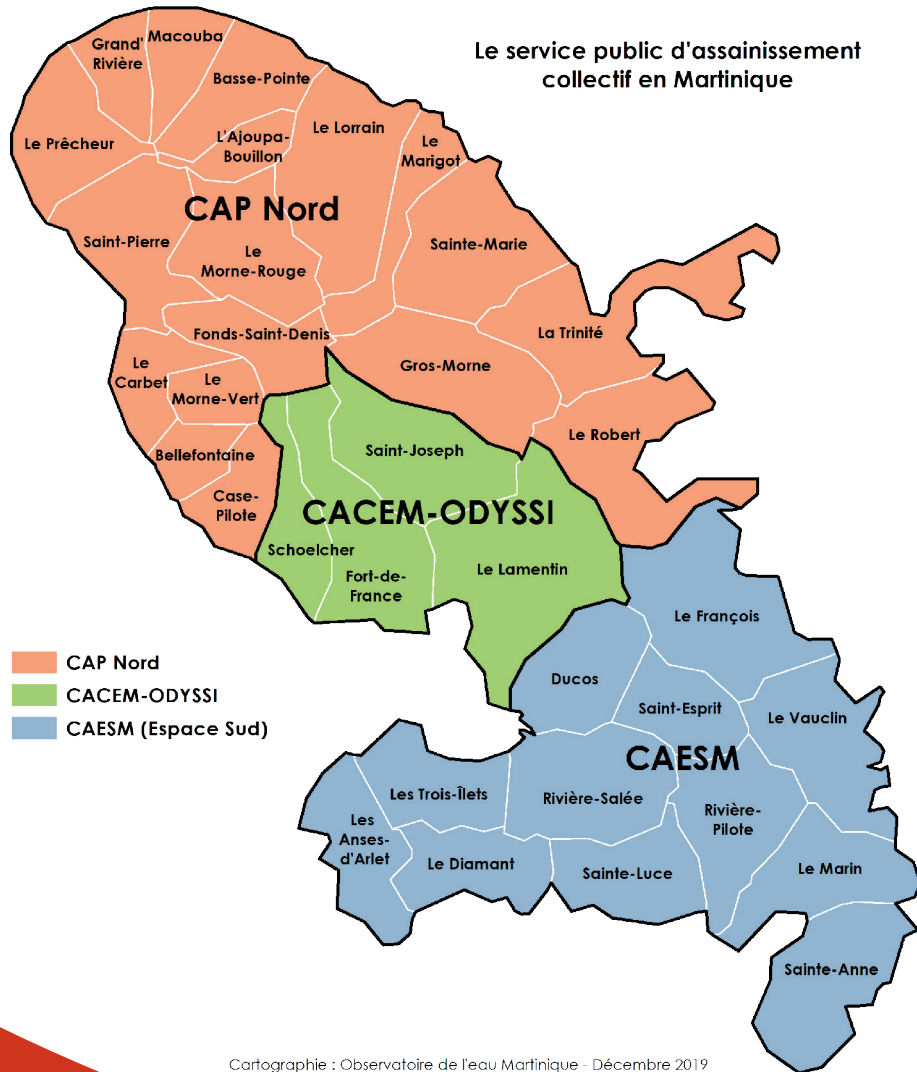 Le service public d'assainissement
collectif en Martinique
Grand'
Rivière
Macouba
Basse-Pointe
Le Prêcheur
L'Ajoupa-
Bouillon
Le Lorrain
Le
Marigot
CAP Nord
Saint-Pierre
Le
Morne-Rouge
Sainte-Marie
Fonds-Saint-Denis
La Trinité
Gros-Morne
Le
Carbet
Le
Morne-Vert
Le Robert
Bellefontaine
Saint-Joseph
Case-
Pilote
CACEM-ODYSSI
Schoelcher
Fort-de-
France
Le Lamentin
Le François
Ducos
Saint-Esprit
Le Vauclin
CAESM
Les Trois-Îlets
Rivière-Salée
Rivière-
Pilote
Les
Anses-
d'Arlet
Le Diamant
Sainte-Luce
Le Marin
Sainte-Anne
CAP Nord
CACEM-ODYSSI
CAESM (Espace Sud)
Cartographie : Observatoire de l'eau Martinique - Décembre 2019